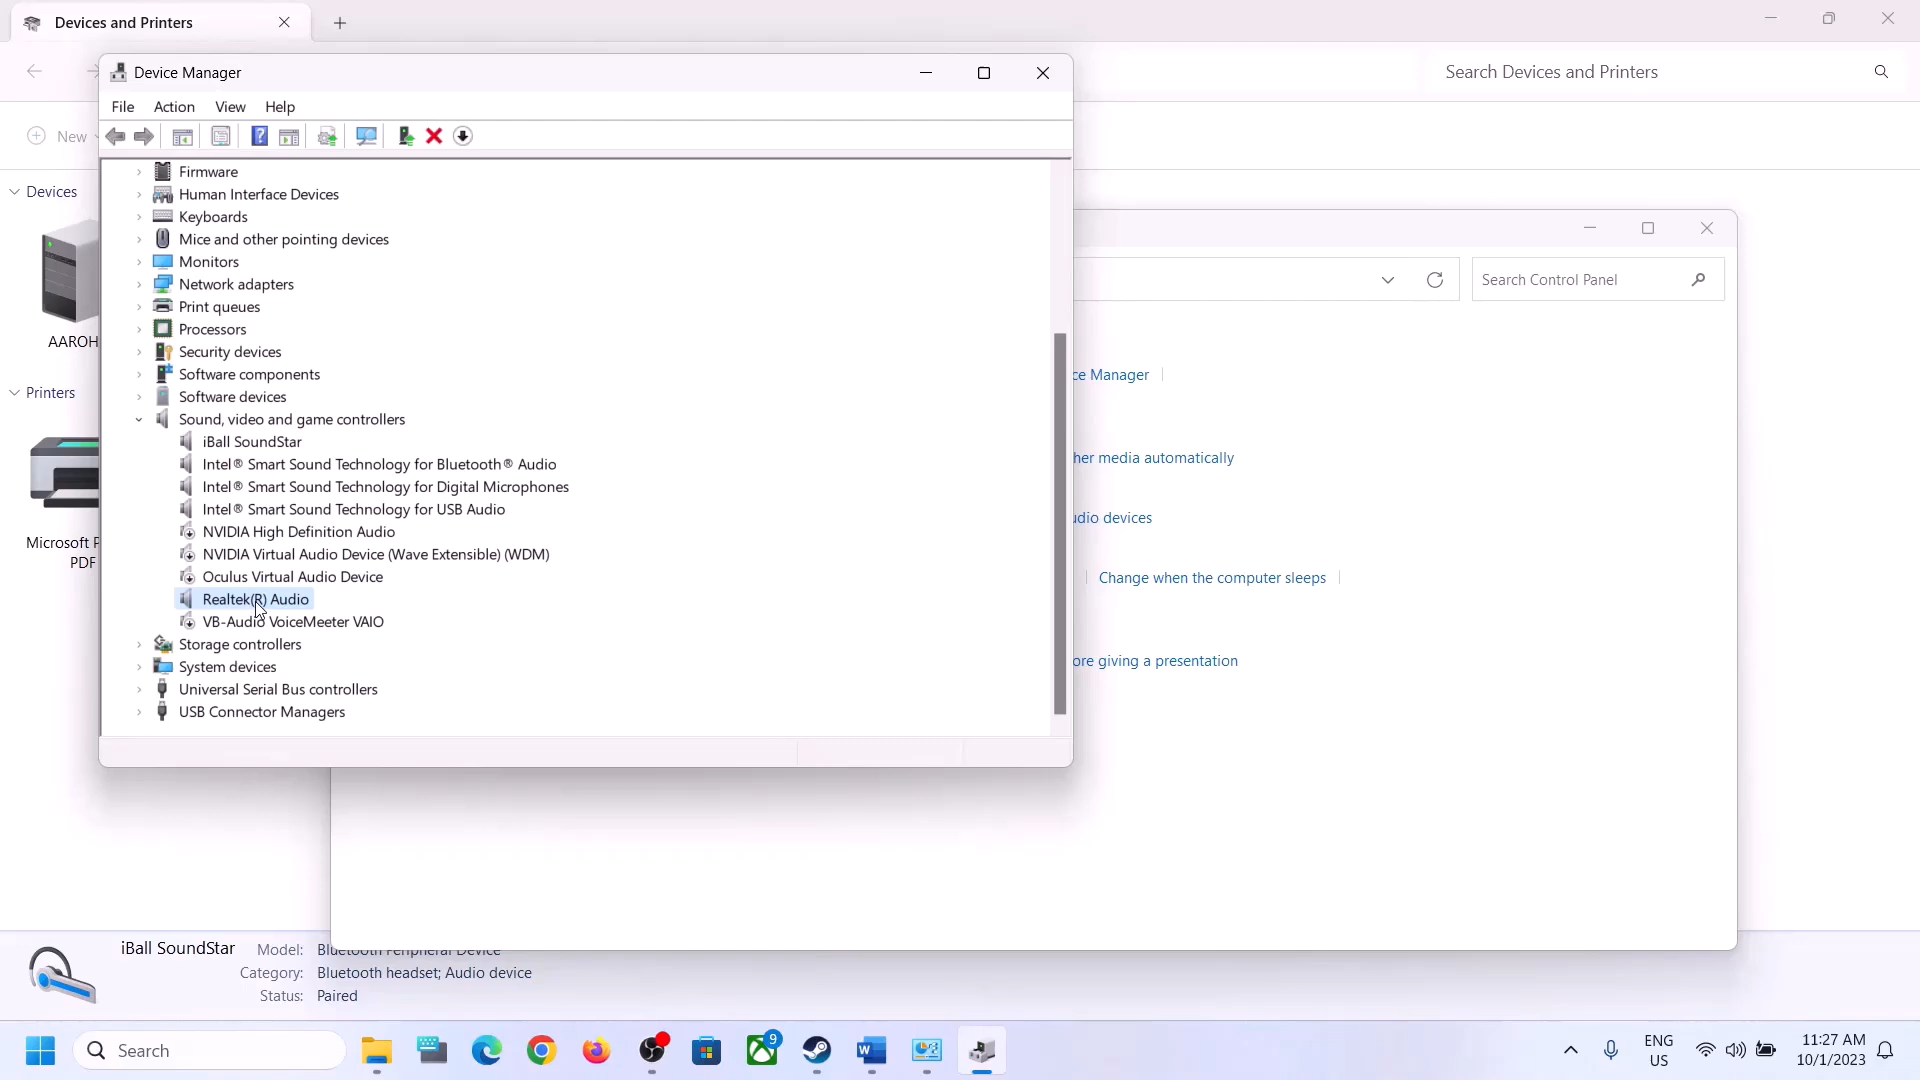 Devices and Printers
Search Devices and Printers
Device Manager
File Action View Help
New
Devices
AAROH
Printers
Microsoft P
PDF
Firmware
Human Interface Devices
Keyboards
Mice and other pointing devices
Monitors
Network adapters
Print queues
Processors
Security devices
Software components
Software devices
Sound, video and game controllers
iBall SoundStar
Intel® Smart Sound Technology for Bluetooth® Audio
Intel® Smart Sound Technology for Digital Microphones
Intel® Smart Sound Technology for USB Audio
NVIDIA High Definition Audio
NVIDIA Virtual Audio Device (Wave Extensible) (WDM)
Oculus Virtual Audio Device
Realtek(R) Audio
VB-Audio VoiceMeeter VAIO
Storage controllers
System devices
Universal Serial Bus controllers
USB Connector Managers
Search Control Panel
ce Manager
her media automatically
udio devices
Change when the computer sleeps
ore giving a presentation
iBall SoundStar
Model: Bluetooth Peripheral Device
Category: Bluetooth headset; Audio device
Status: Paired
Search
9
ENG
US
11:27 AM
10/1/2023